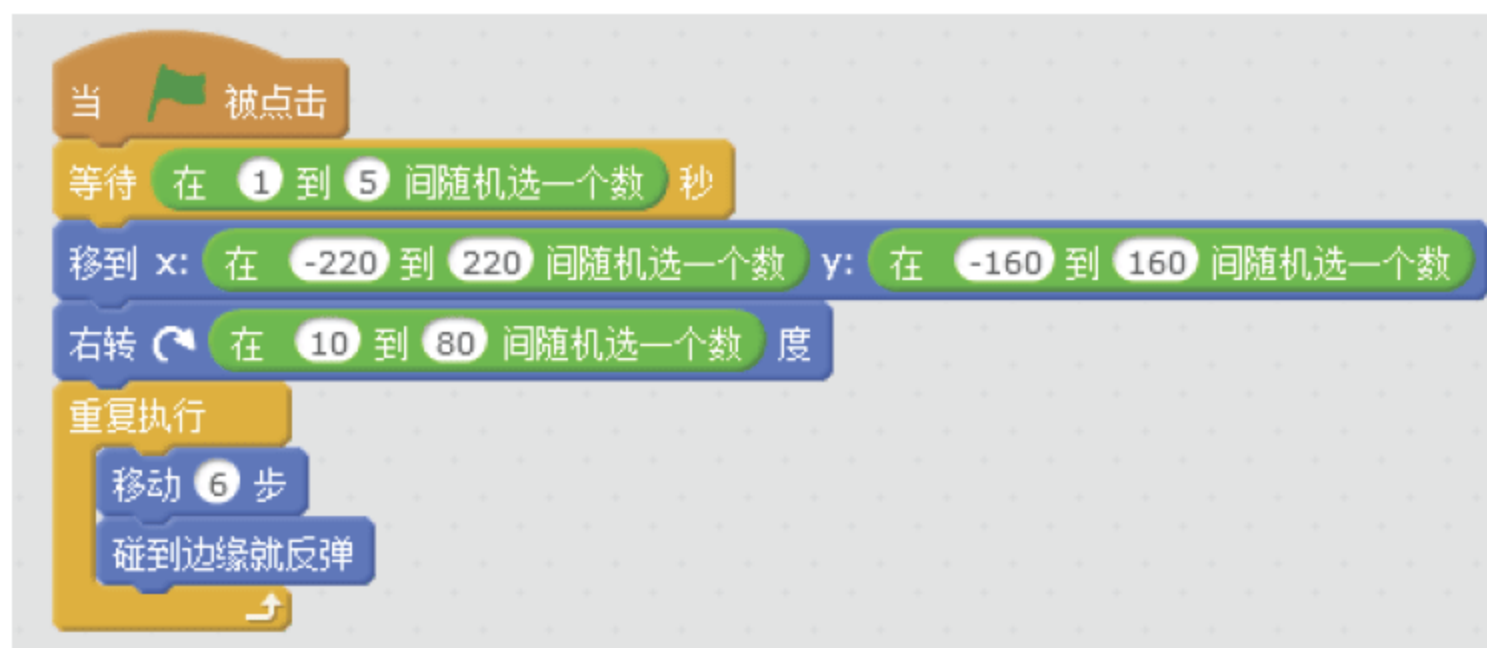 当 被点击
等待 在 1 到 5 间随机选一个数 秒
移到 x: 在 -220 到 220 间随机选一个数 y: 在 -160 到 160 间随机选一个数
右转 在 10 到 80 间随机选一个数 度
重复执行
移动 6 步
碰到边缘就反弹